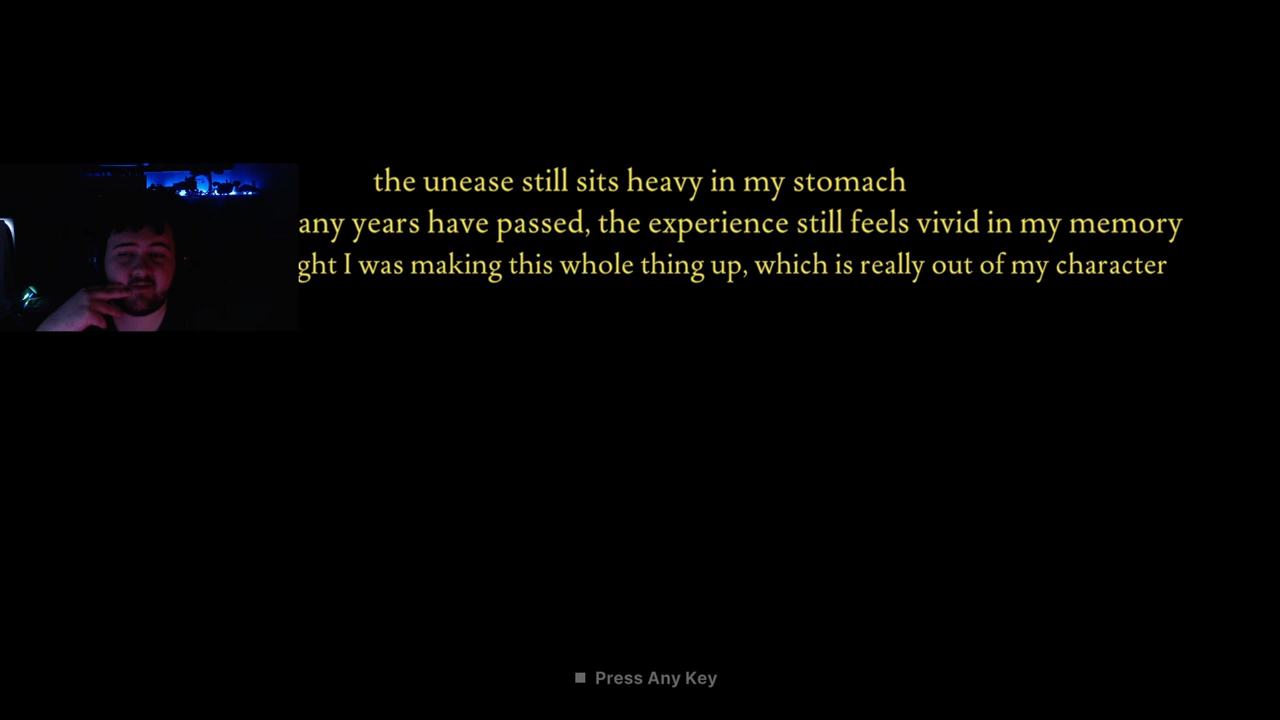 the unease still sits heavy in my stomach
any years have passed, the experience still feels vivid in my memory
ght I was making this whole thing up, which is really out of my character
Press Any Key